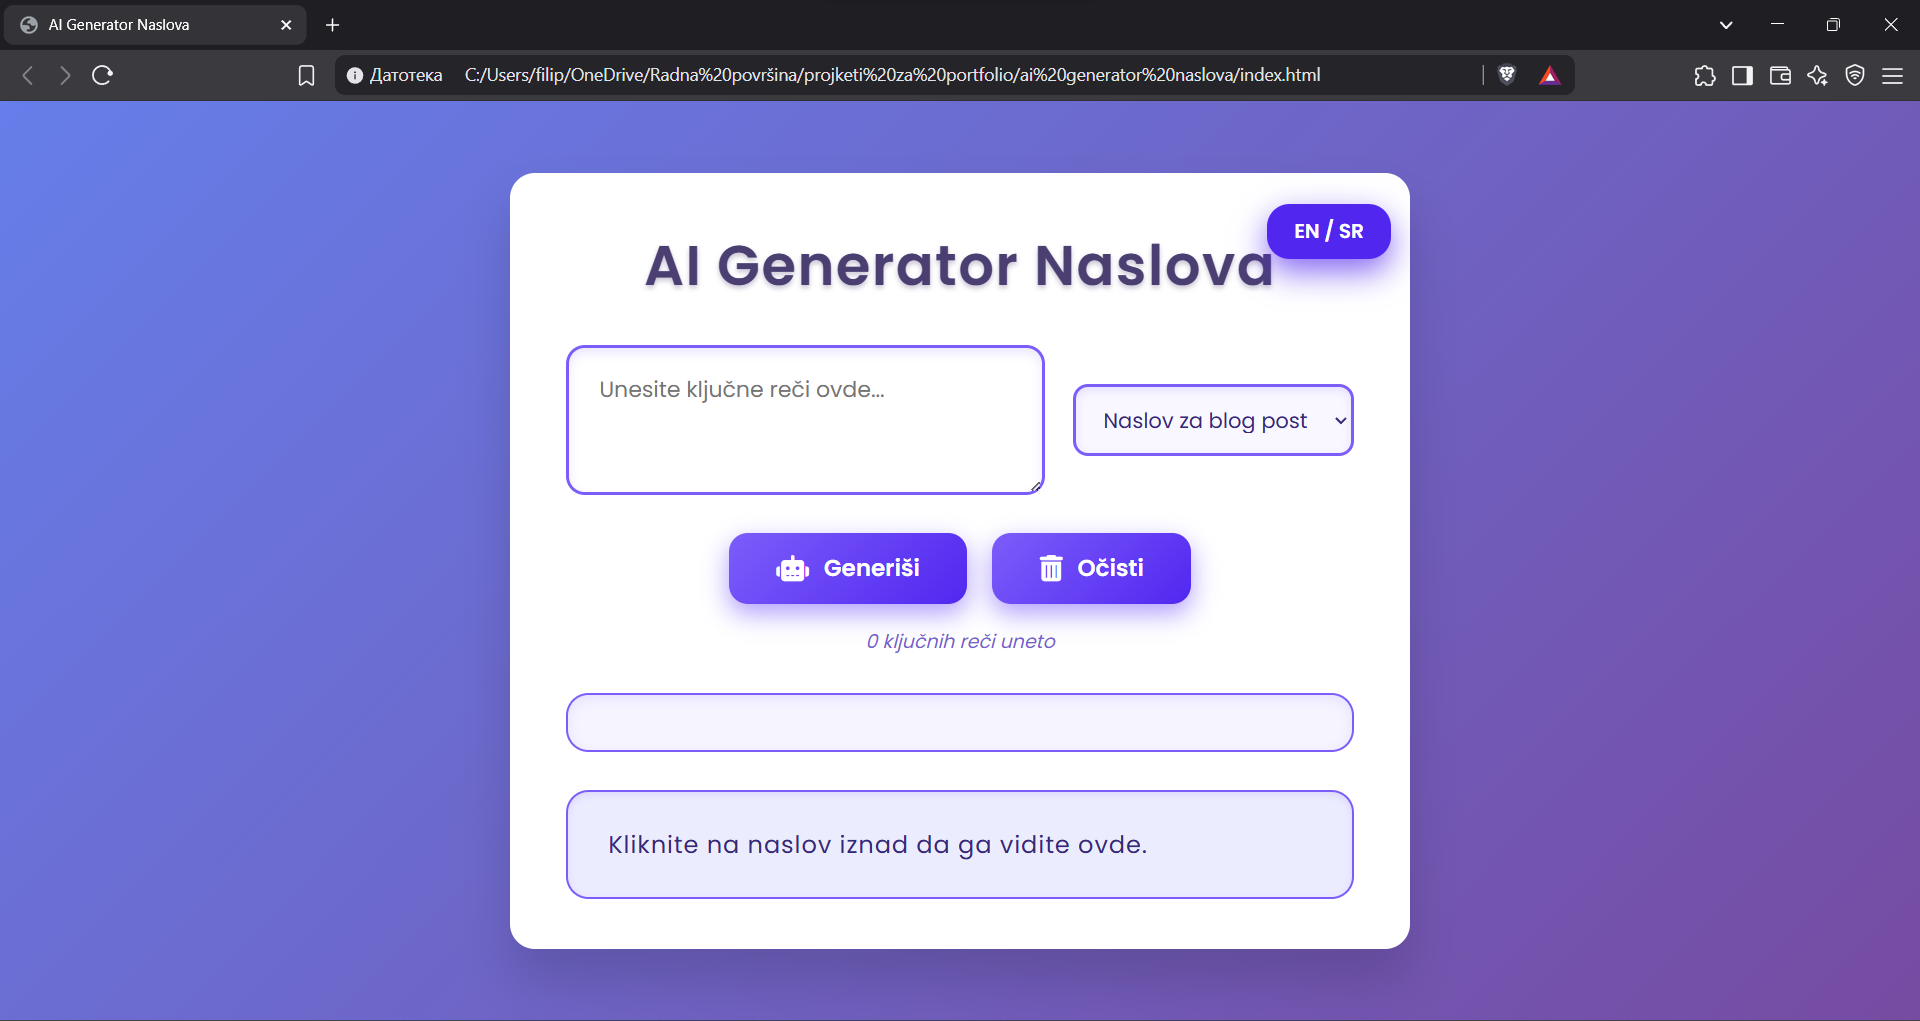 AI Generator Naslova
Датотека C:/Users/filip/OneDrive/Radna%20površina/projketi%20za%20portfolio/ai%20generator%20naslova/index.html
EN / SR
AI Generator Naslova
Unesite ključne reči ovde...
Naslov za blog post
Generiši Očisti
0 ključnih reči uneto
Kliknite na naslov iznad da ga vidite ovde.